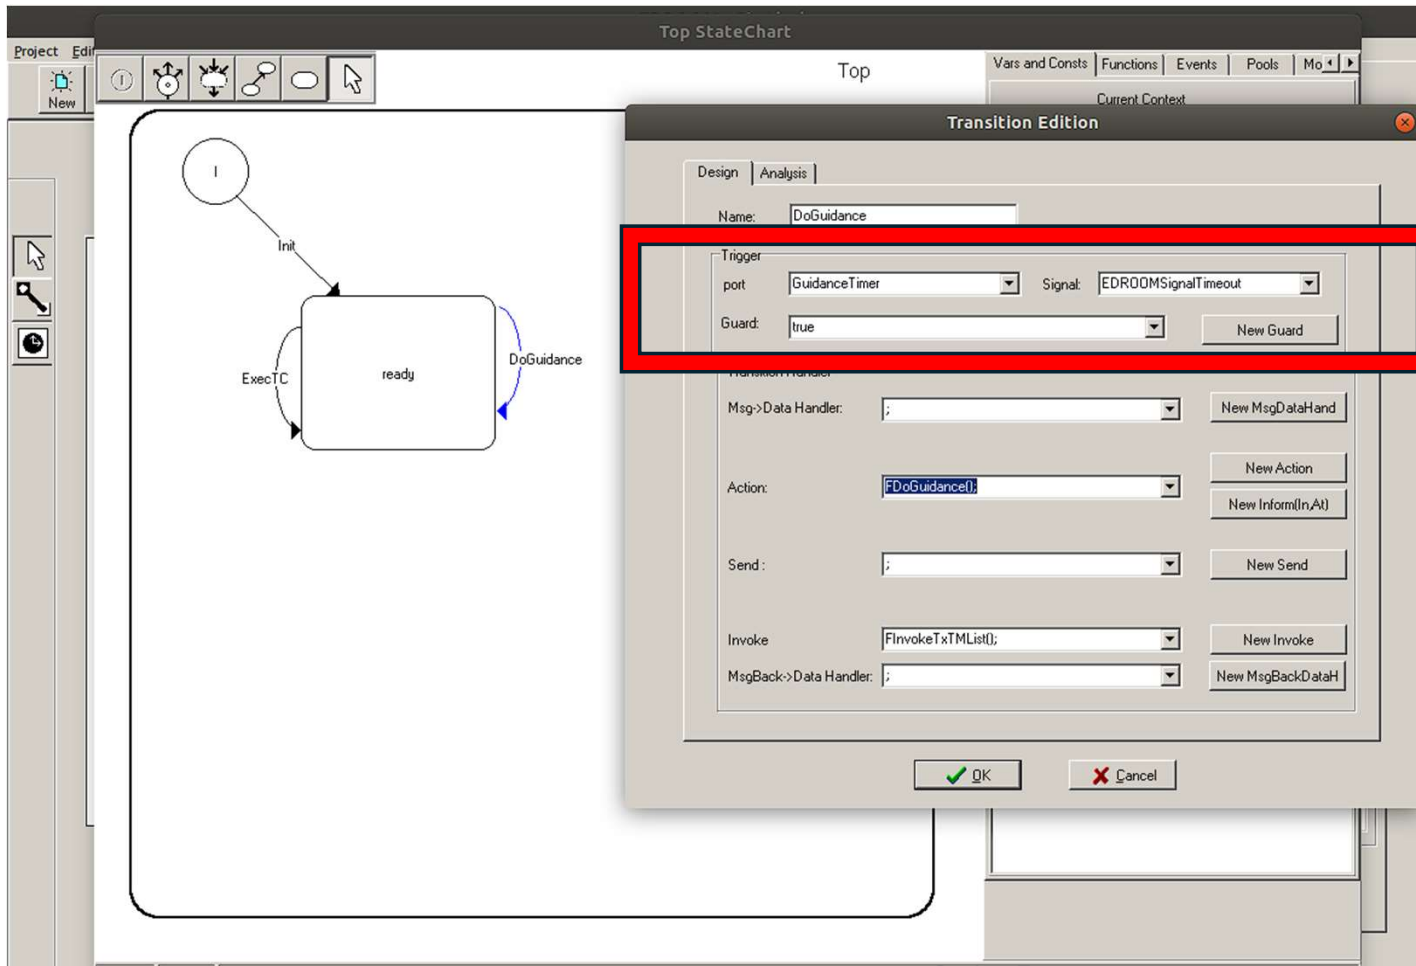 Top StateChart
Project Edit
New
Top
Vars and Consts Functions Events Pools Mo
Current Context
I
Init
ExecTC
ready
DoGuidance
Transition Edition
Design Analysis
Name: DoGuidance
Trigger
port GuidanceTimer Signal: EDROOMSignalTimeout
Guard: true New Guard
Transition Handler
Msg->Data Handler: ; New MsgDataHand
New Action
Action: FDoGuidance();
New Inform(In,At)
Send : ; New Send
Invoke FInvokeTxTMList(); New Invoke
MsgBack->Data Handler: ; New MsgBackDataH
OK Cancel